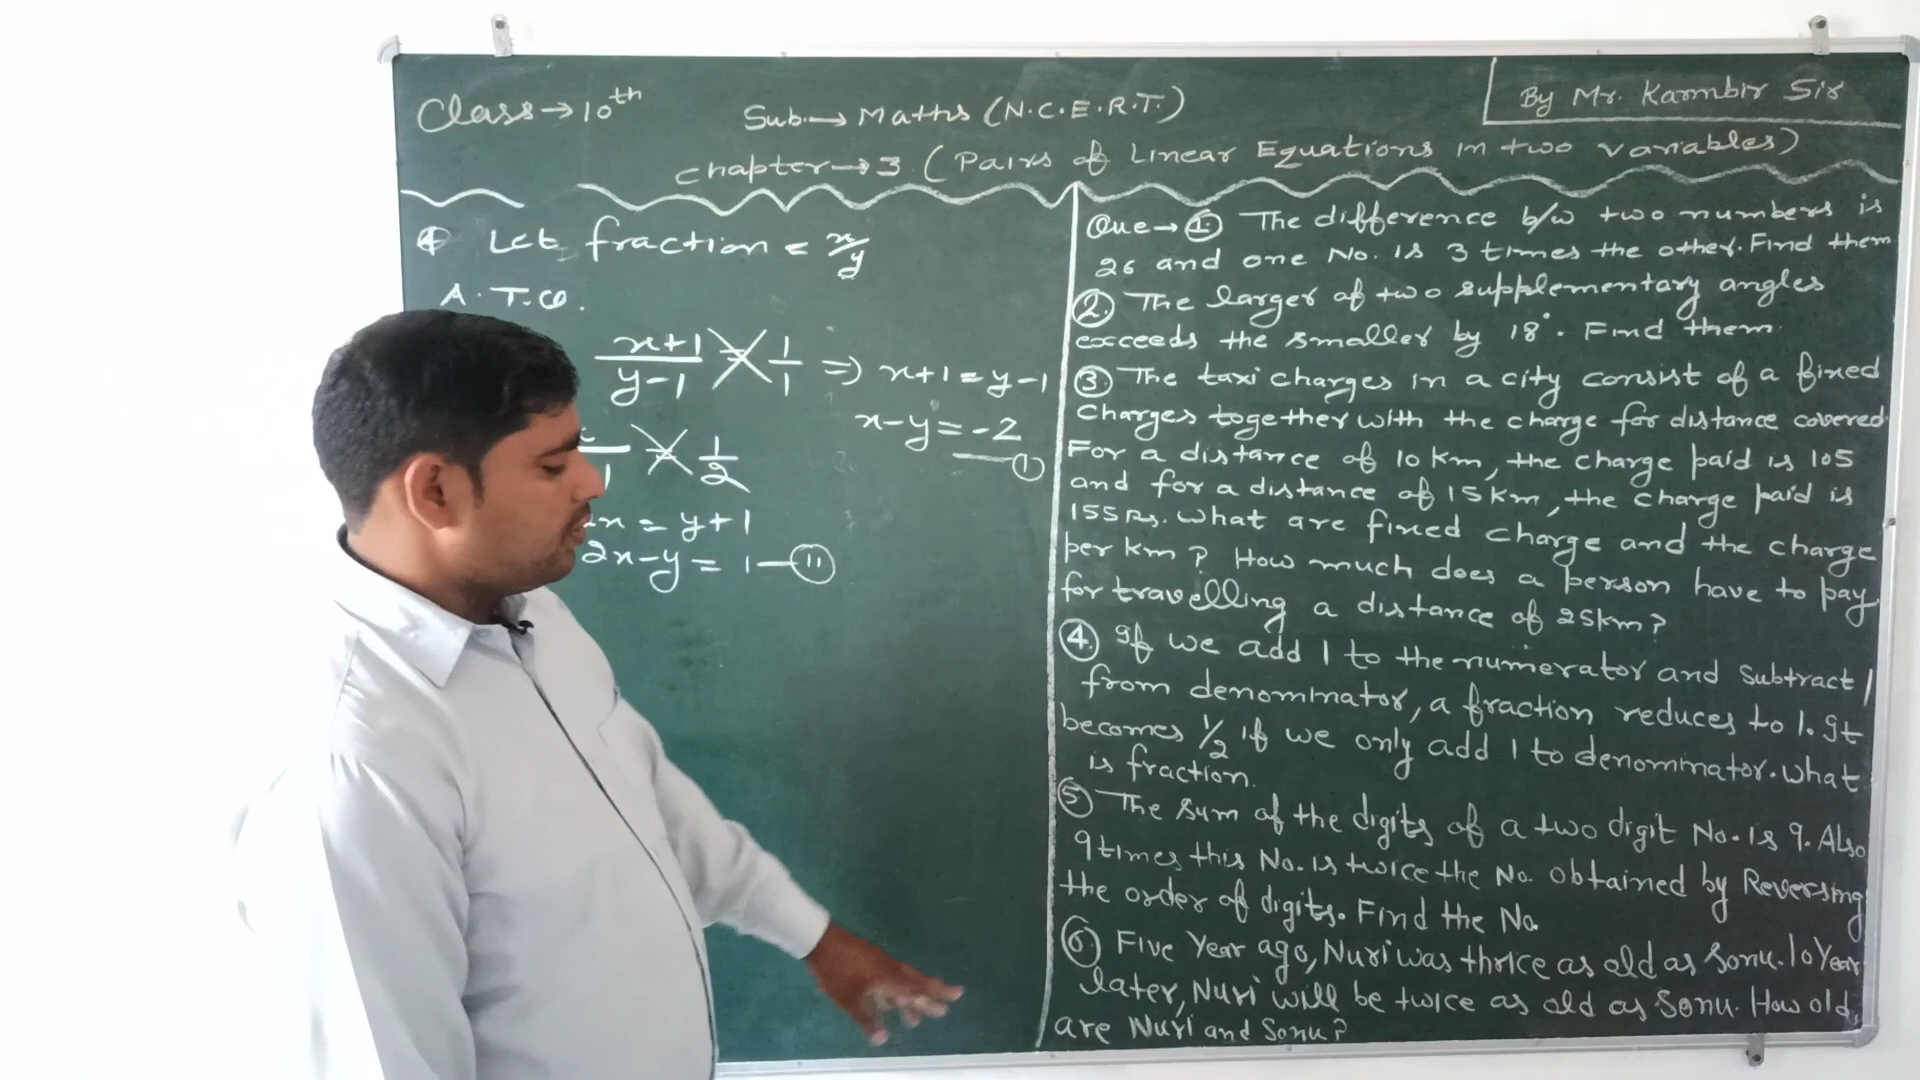 Class→10th
Sub.→ Maths (N.C.E.R.T.)
By Mr. Karmbir Sir
Chapter→3 (Pairs of Linear Equations in two variables)
4 Let fraction = x/y
A.T.Q.
x+1/y-1 = 1/1 => x+1=y-1
x-y=-2
①
1/2
2x = y+1
2x-y=1—(11)
Que→①. The difference b/w two numbers is
26 and one No. is 3 times the other. Find them
②. The larger of two supplementary angles
exceeds the smaller by 18°. Find them.
③. The taxi charges in a city consist of a fixed
charges together with the charge for distance covered.
For a distance of 10 Km, the charge paid is 105
and for a distance of 15 km, the charge paid is
155 Rs. What are fixed charge and the charge
per km? How much does a person have to pay
for travelling a distance of 25 km?
④. If we add 1 to the numerator and subtract 1
from denominator, a fraction reduces to 1. It
becomes 1/2 if we only add 1 to denominator. What
is fraction.
⑤ The sum of the digits of a two digit No. is 9. Also
9 times this No. is twice the No. obtained by Reversing
the order of digits. Find the No.
⑥ Five Year ago, Nuri was thrice as old as Sonu. 10 Year
later, Nuri will be twice as old as Sonu. How old
are Nuri and Sonu?